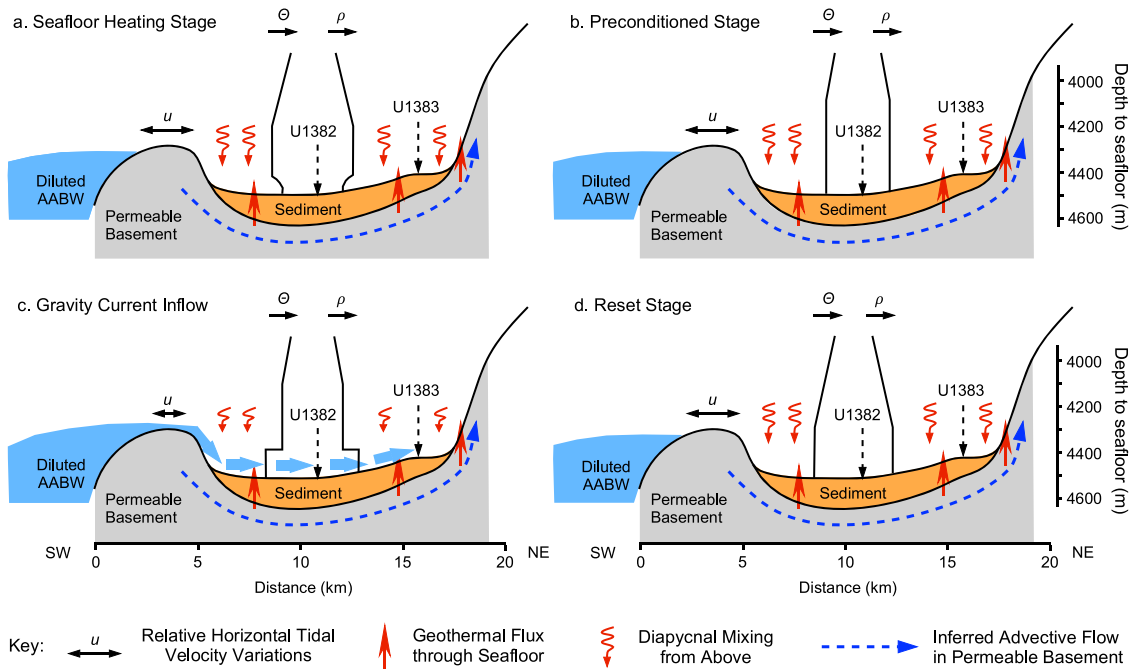 a. Seafloor Heating Stage
Θ
ρ
u
U1382
U1383
Diluted
AABW
Permeable
Basement
Sediment
b. Preconditioned Stage
Θ
ρ
u
U1382
U1383
Diluted
AABW
Permeable
Basement
Sediment
4000
4200
4400
4600
Depth to seafloor (m)
c. Gravity Current Inflow
Θ
ρ
u
U1382
U1383
Diluted
AABW
Permeable
Basement
Sediment
SW
0
5
10
15
20
NE
Distance (km)
d. Reset Stage
Θ
ρ
u
U1382
U1383
Diluted
AABW
Permeable
Basement
Sediment
4000
4200
4400
4600
Depth to seafloor (m)
SW
0
5
10
15
20
NE
Distance (km)
Key:
u
Relative Horizontal Tidal
Velocity Variations
Geothermal Flux
through Seafloor
Diapycnal Mixing
from Above
Inferred Advective Flow
in Permeable Basement